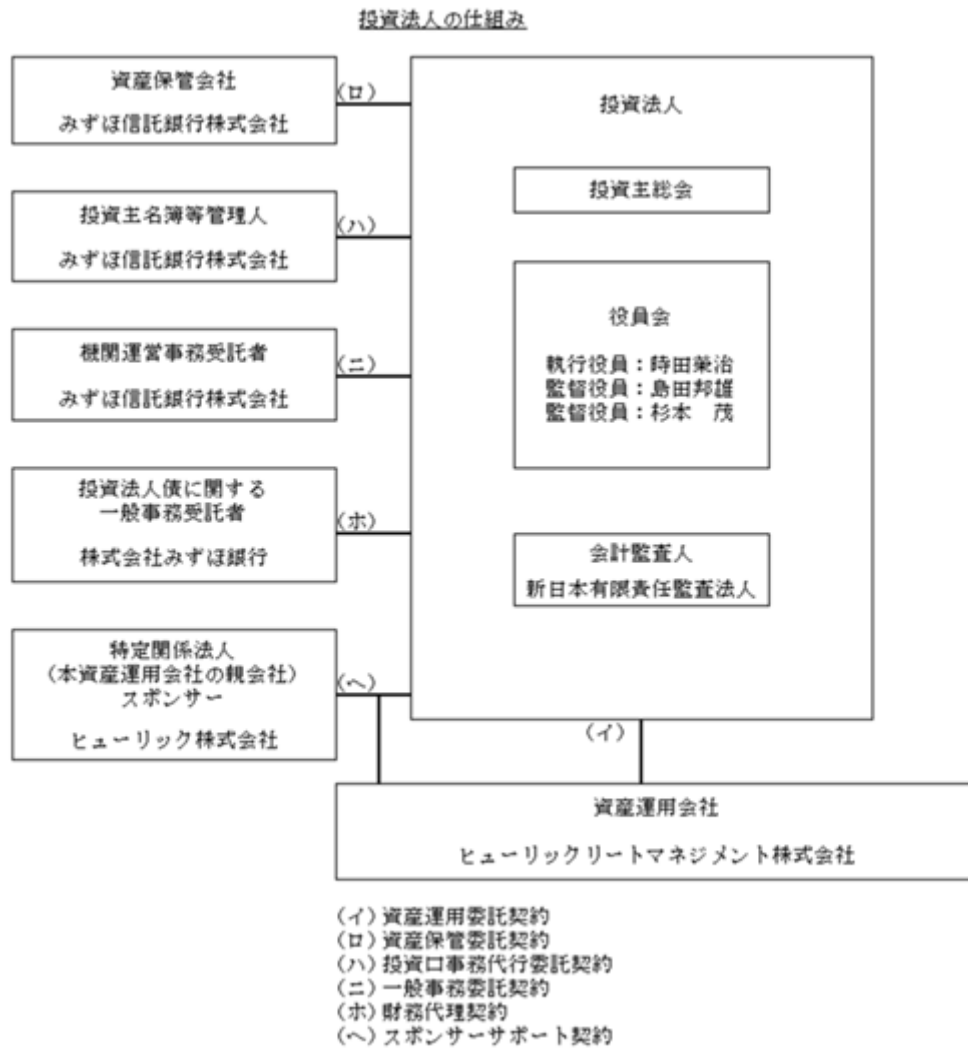 投資法人の仕組み
資産保管会社
みずほ信託銀行株式会社
(ロ)
投資主名簿等管理人
みずほ信託銀行株式会社
(ハ)
機関運営事務受託者
みずほ信託銀行株式会社
(ニ)
投資法人債に関する
一般事務受託者
株式会社みずほ銀行
(ホ)
特定関係法人
(本資産運用会社の親会社)
スポンサー
ヒューリック株式会社
(ヘ)
投資法人
投資主総会
役員会
執行役員:時田榮治
監督役員:島田邦雄
監督役員:杉本 茂
会計監査人
新日本有限責任監査法人
(イ)
資産運用会社
ヒューリックリートマネジメント株式会社
(イ)資産運用委託契約
(ロ)資産保管委託契約
(ハ)投資口事務代行委託契約
(ニ)一般事務委託契約
(ホ)財務代理契約
(ヘ)スポンサーサポート契約